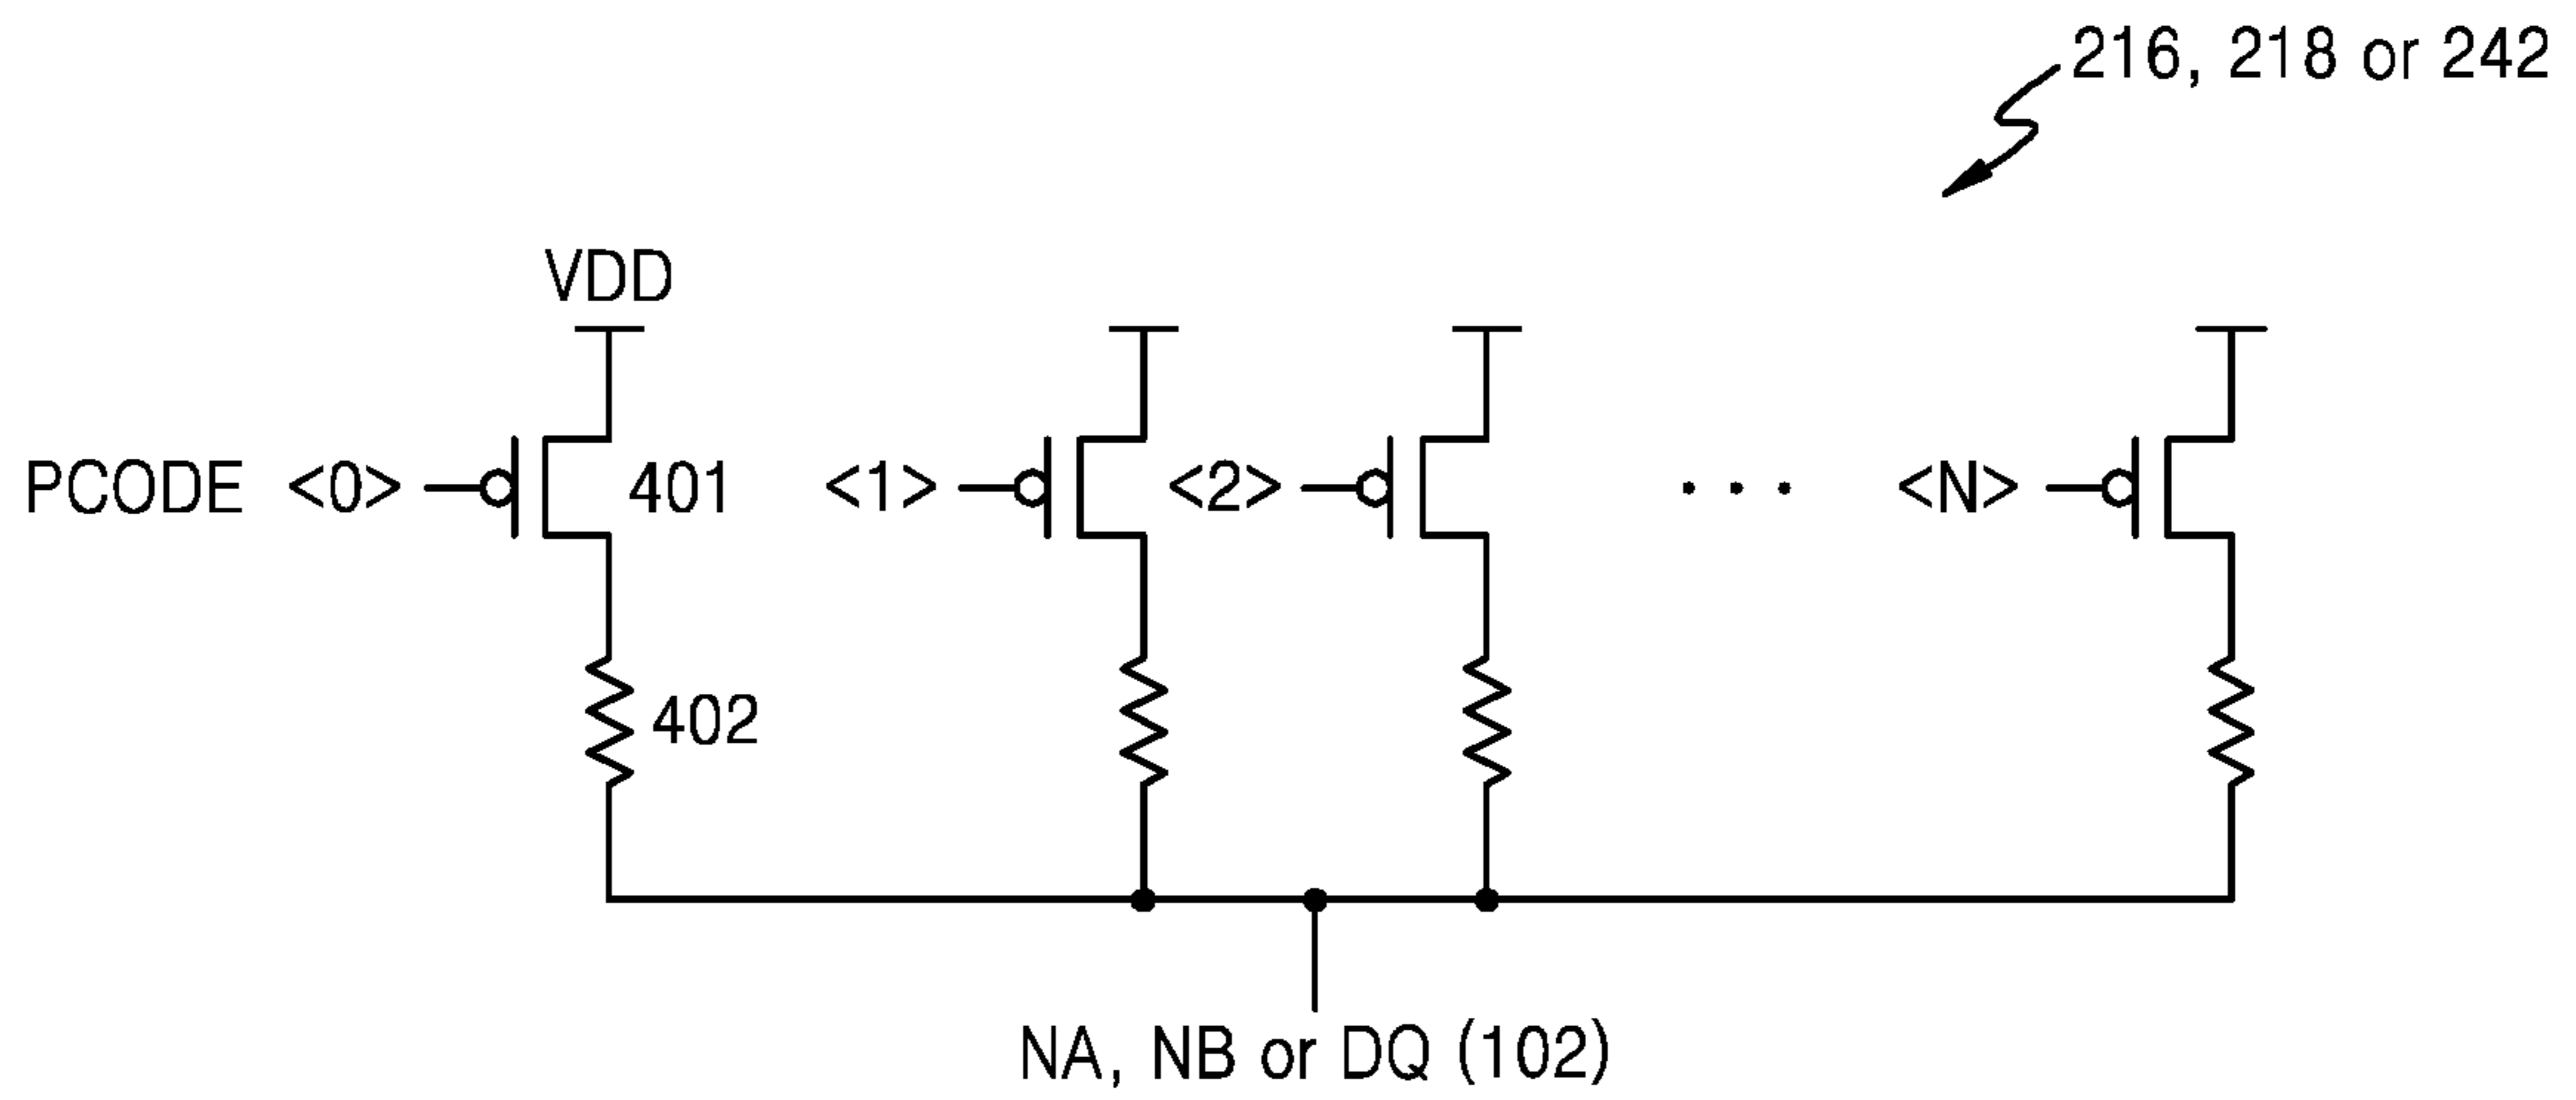 216, 218 or 242
VDD
PCODE <0> 401 <1> <2> ... <N>
402
NA, NB or DQ (102)